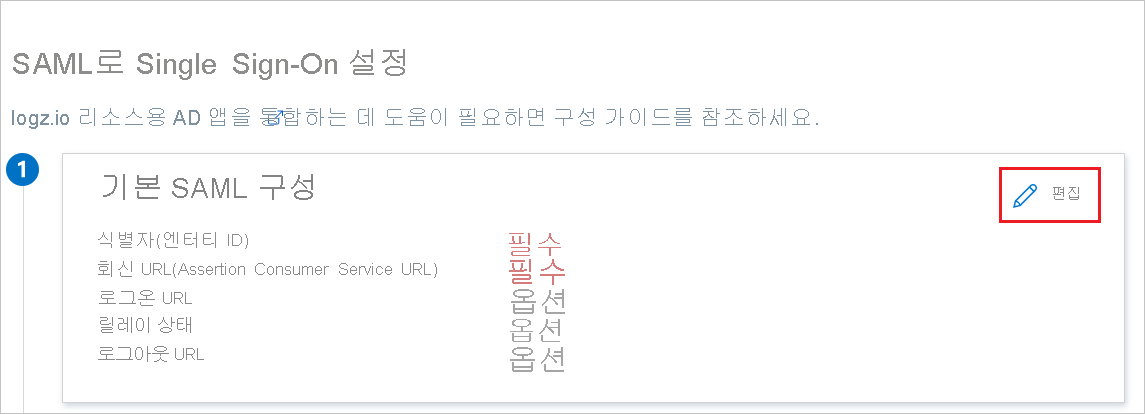 SAML로 Single Sign-On 설정
logz.io 리소스용 AD 앱을 통합하는 데 도움이 필요하면 구성 가이드를 참조하세요.
1
기본 SAML 구성
편집
식별자(엔터티 ID) 필수
회신 URL(Assertion Consumer Service URL) 필수
로그온 URL 옵션
릴레이 상태 옵션
로그아웃 URL 옵션